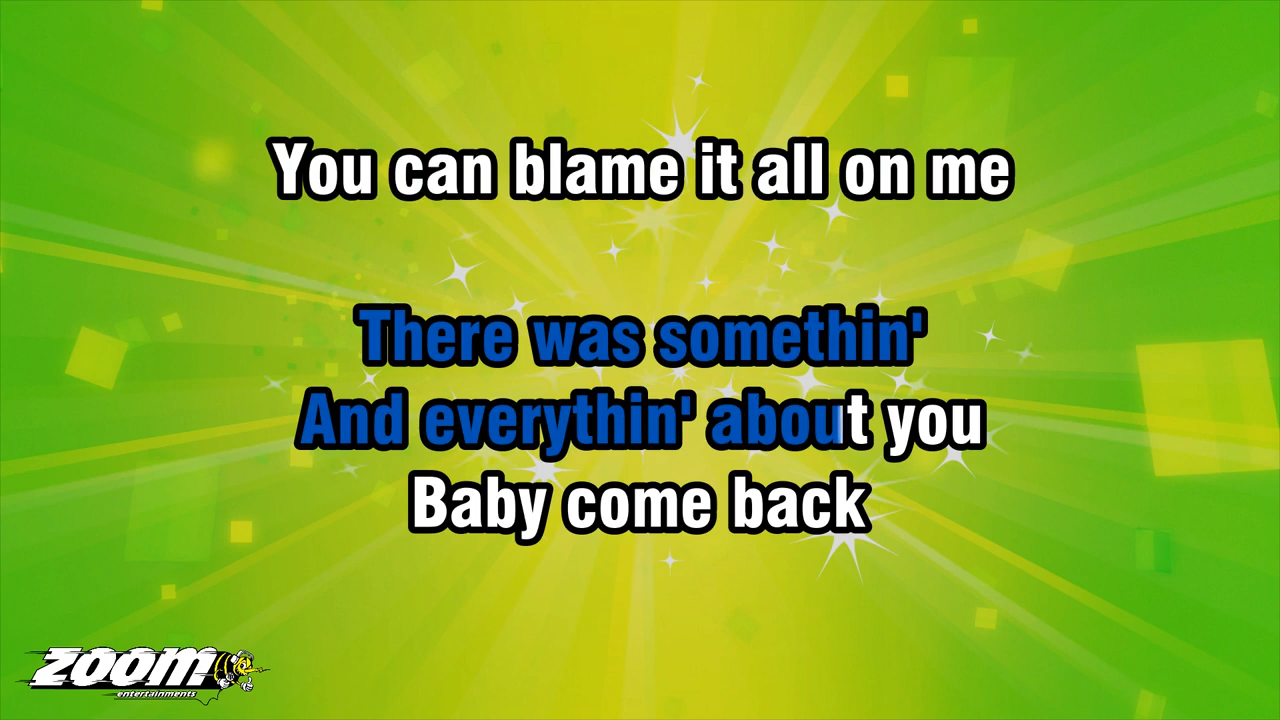 You can blame it all on me
There was somethin'
And everythin' about you
Baby come back
zoom
entertainments